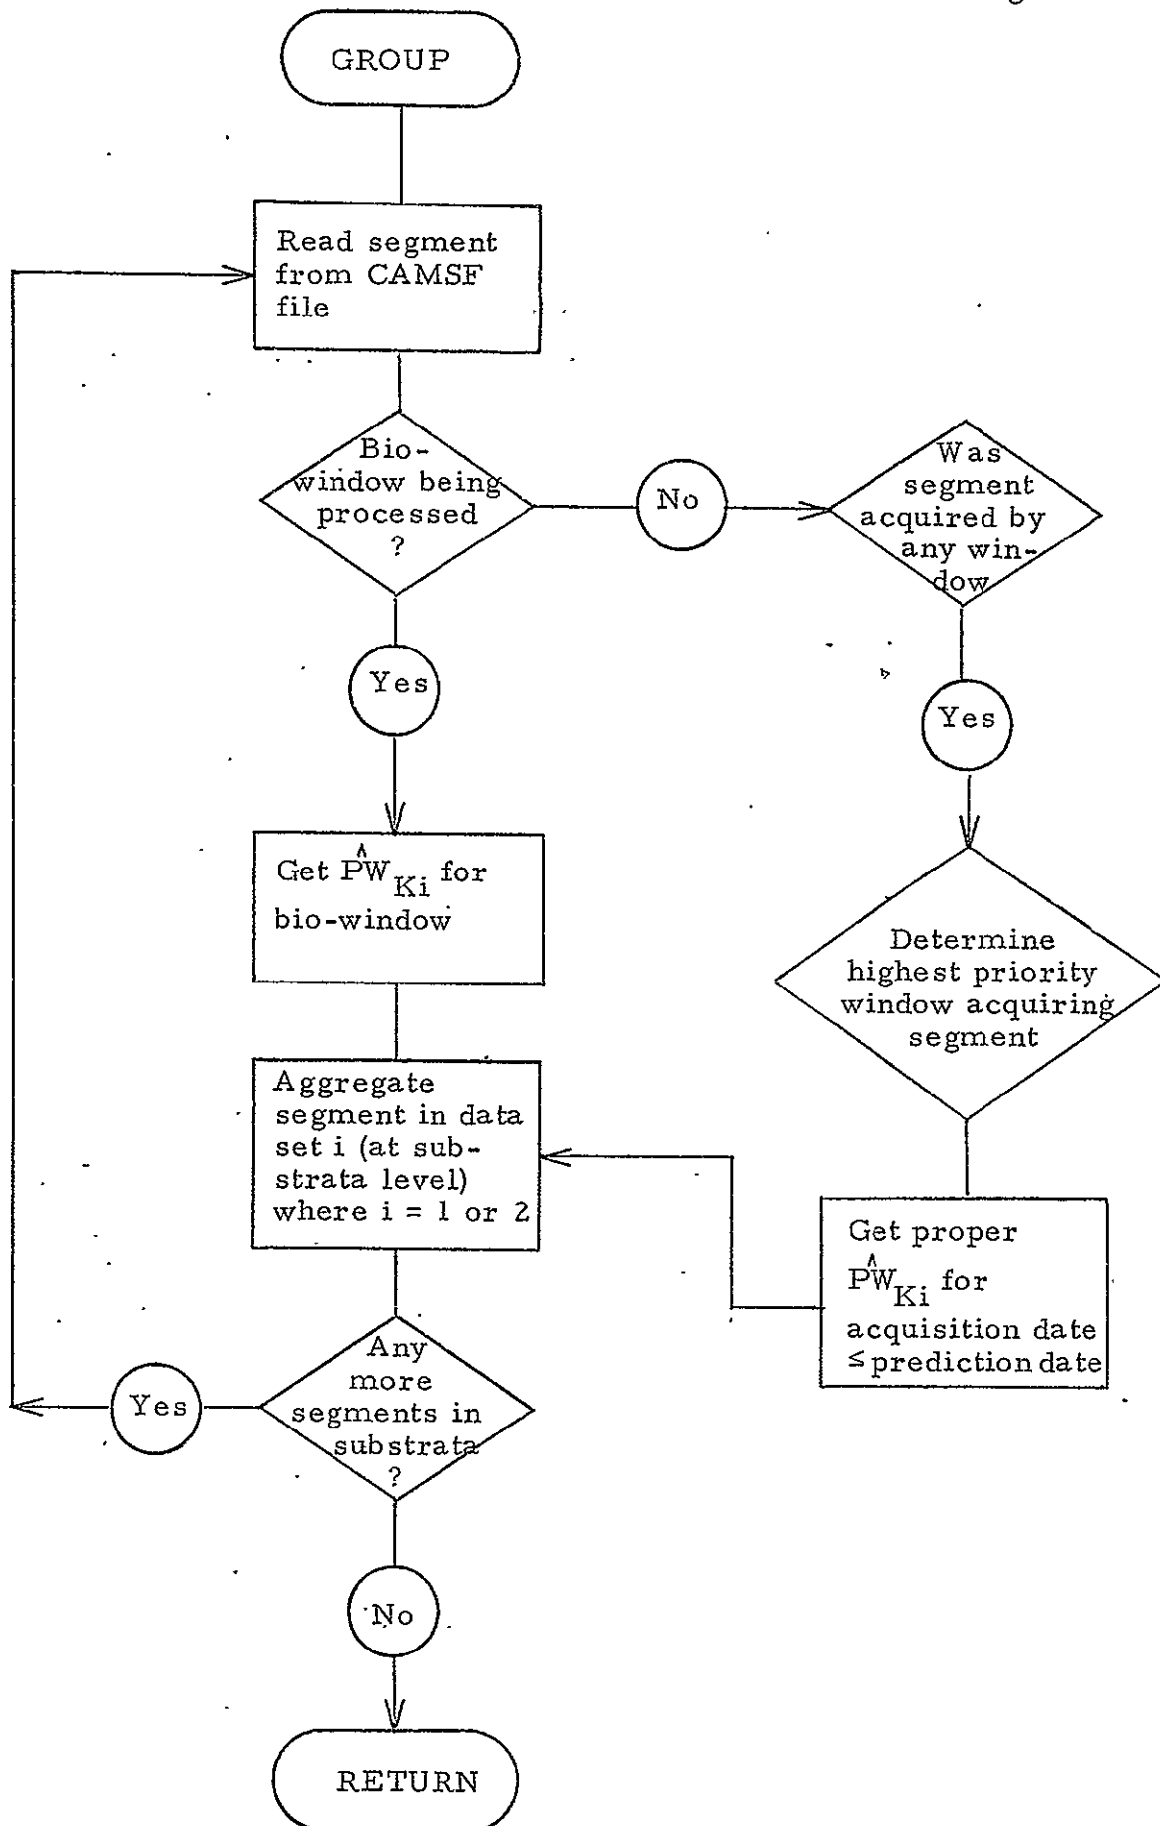 GROUP
Read segment
from CAMSF
file
Bio-
window being
processed
?
No
Was
segment
acquired by
any win-
dow
Yes
Yes
Get P̂W_Ki for
bio-window
Determine
highest priority
window acquiring
segment
Aggregate
segment in data
set i (at sub-
strata level)
where i = 1 or 2
Get proper
P̂W_Ki for
acquisition date
≤ prediction date
Any
more
segments in
substrata
?
Yes
No
RETURN